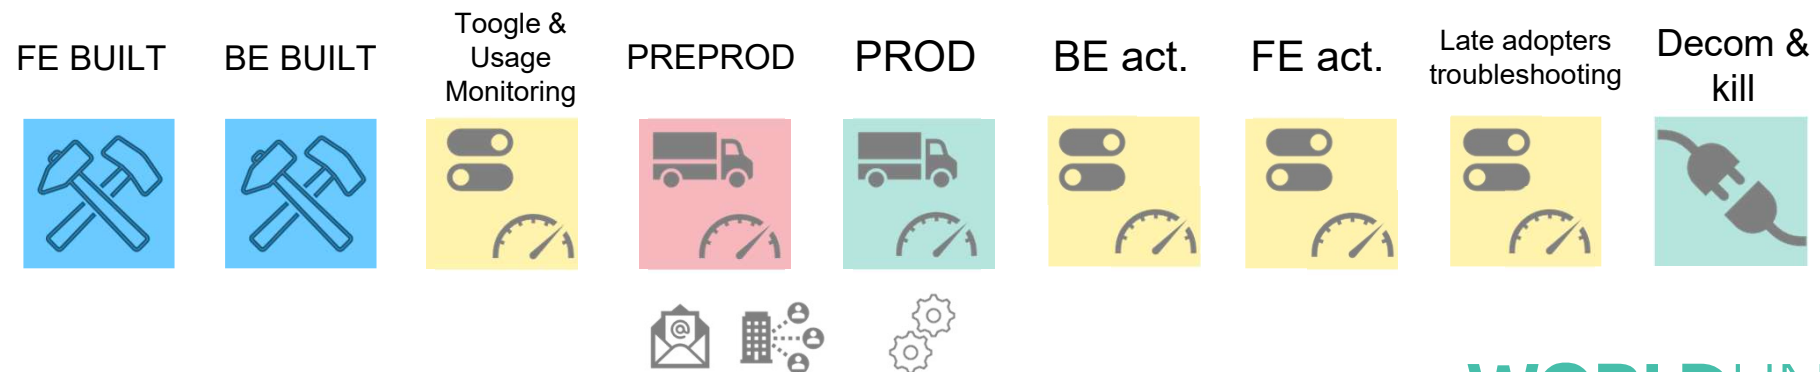 FE BUILT
BE BUILT
Toogle &
Usage
Monitoring
PREPROD
PROD
BE act.
FE act.
Late adopters
troubleshooting
Decom &
kill
@